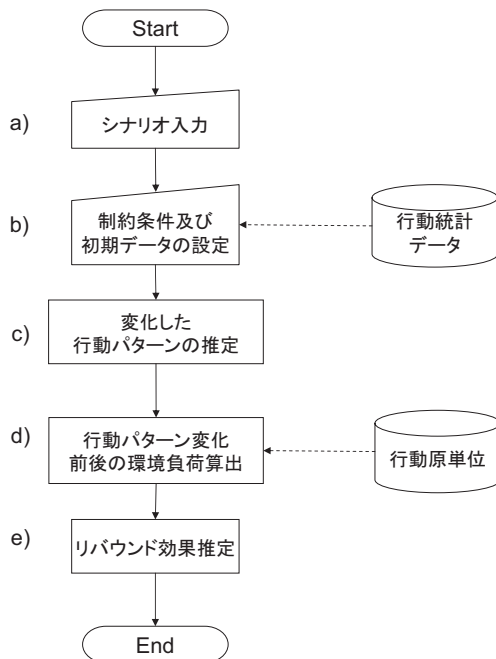 Start
a)
シナリオ入力
b)
制約条件及び
初期データの設定
行動統計
データ
c)
変化した
行動パターンの推定
d)
行動パターン変化
前後の環境負荷算出
行動原単位
e)
リバウンド効果推定
End